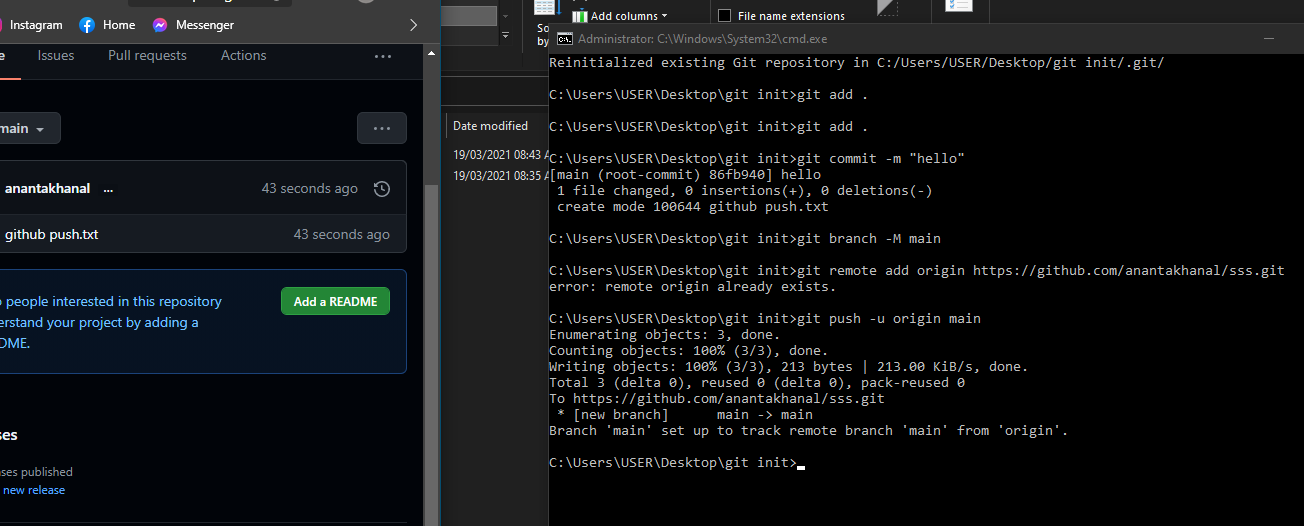 Instagram Home Messenger
Issues Pull requests Actions ...
main
...
anantakhanal ... 43 seconds ago
github push.txt 43 seconds ago
people interested in this repository
erstand your project by adding a
Add a README
ases published
new release
Add columns
File name extensions
by
Date modified
19/03/2021 08:43 A
19/03/2021 08:35 A
Administrator: C:\Windows\System32\cmd.exe
Reinitialized existing Git repository in C:/Users/USER/Desktop/git init/.git/
C:\Users\USER\Desktop\git init>git add .
C:\Users\USER\Desktop\git init>git add .
C:\Users\USER\Desktop\git init>git commit -m "hello"
[main (root-commit) 86fb940] hello
1 file changed, 0 insertions(+), 0 deletions(-)
create mode 100644 github push.txt
C:\Users\USER\Desktop\git init>git branch -M main
C:\Users\USER\Desktop\git init>git remote add origin https://github.com/anantakhanal/sss.git
error: remote origin already exists.
C:\Users\USER\Desktop\git init>git push -u origin main
Enumerating objects: 3, done.
Counting objects: 100% (3/3), done.
Writing objects: 100% (3/3), 213 bytes | 213.00 KiB/s, done.
Total 3 (delta 0), reused 0 (delta 0), pack-reused 0
To https://github.com/anantakhanal/sss.git
* [new branch] main -> main
Branch 'main' set up to track remote branch 'main' from 'origin'.
C:\Users\USER\Desktop\git init>